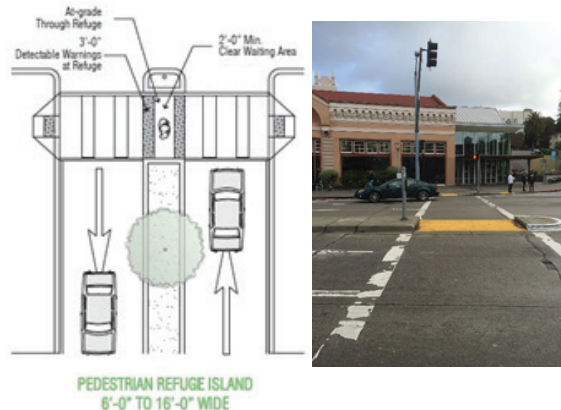 At-grade
Through Refuge
3'-0"
Detectable Warnings
at Refuge
2'-0" Min.
Clear Waiting Area
PEDESTRIAN REFUGE ISLAND
6'-0" TO 16'-0" WIDE